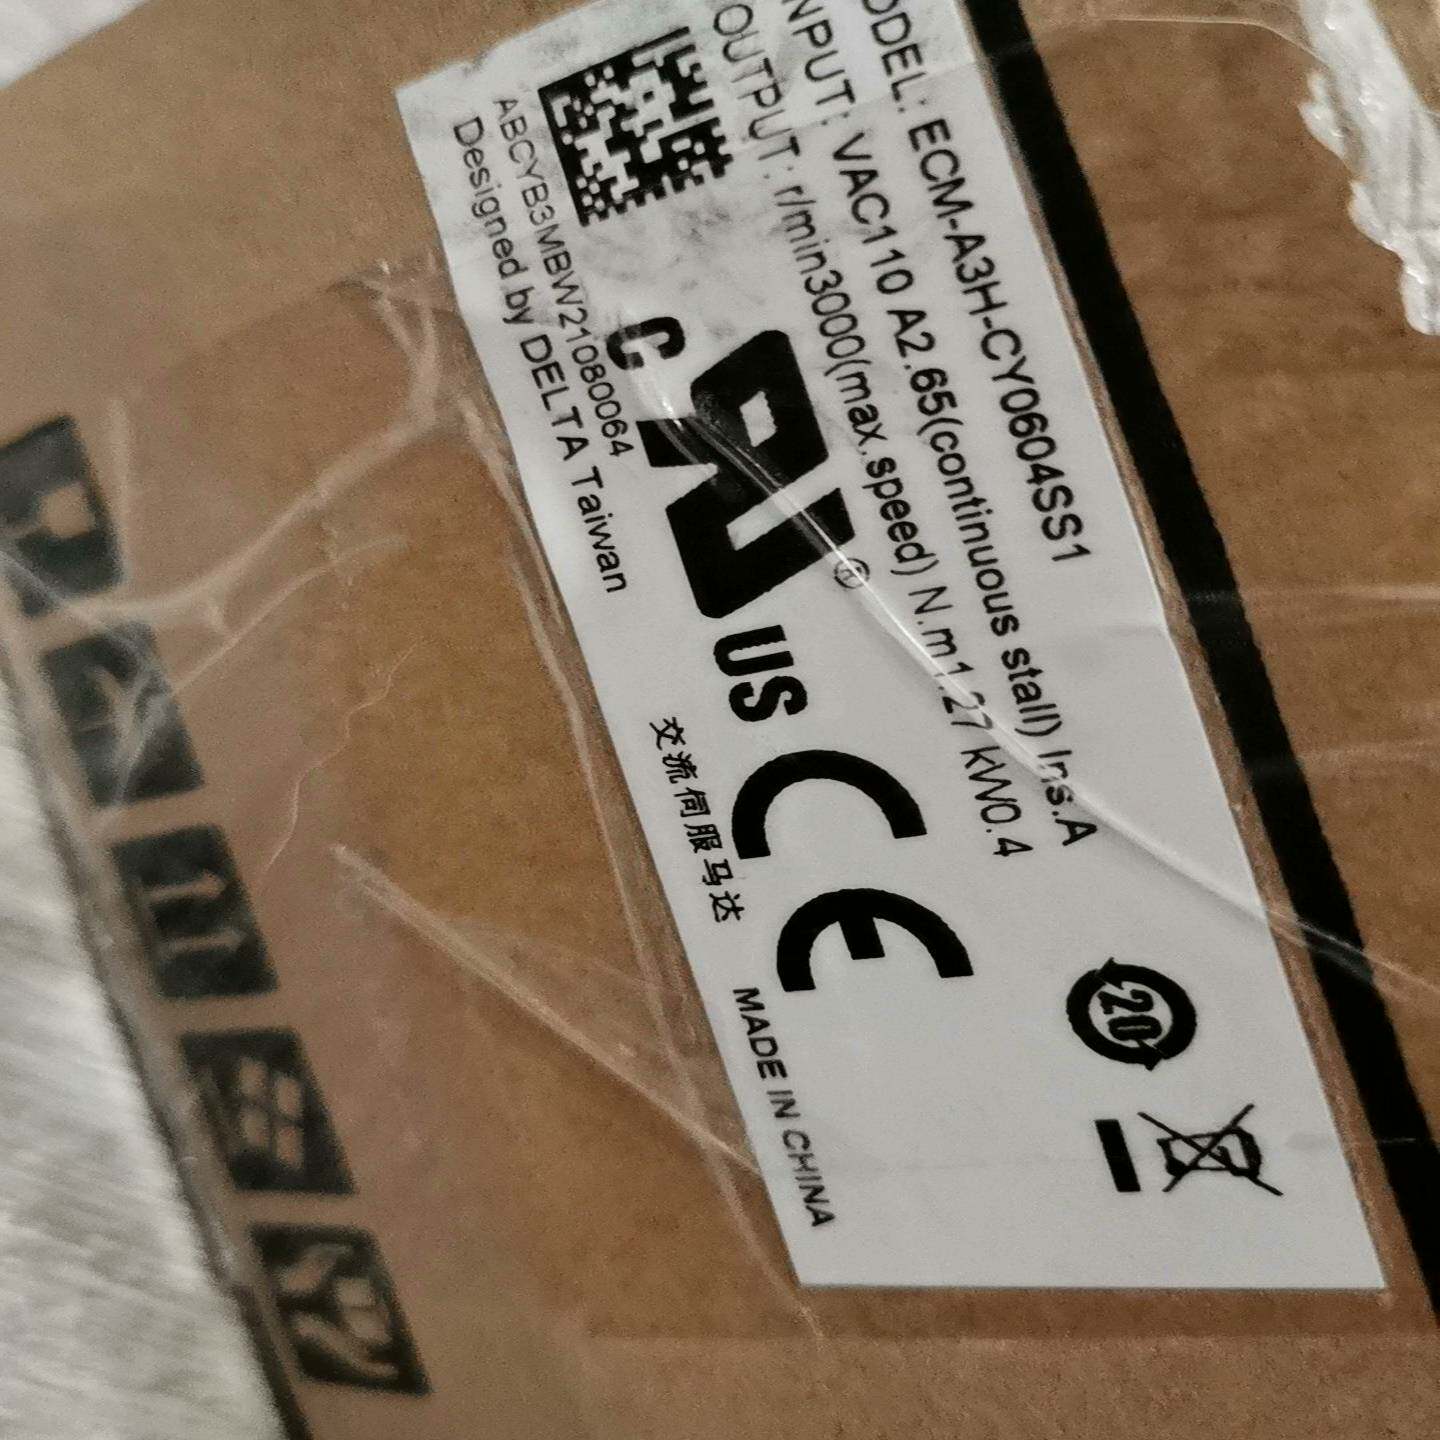 ODEL: ECM-A3H-CY0604SS1
NPUT: VAC110 A2.65(continuous stall) Ins.A
OUTPUT: r/min3000(max.speed) N.m1.27 kW0.4
c RU US ®
CE
20
ABCYB3MBW21080064
Designed by DELTA Taiwan
交流伺服马达
MADE IN CHINA